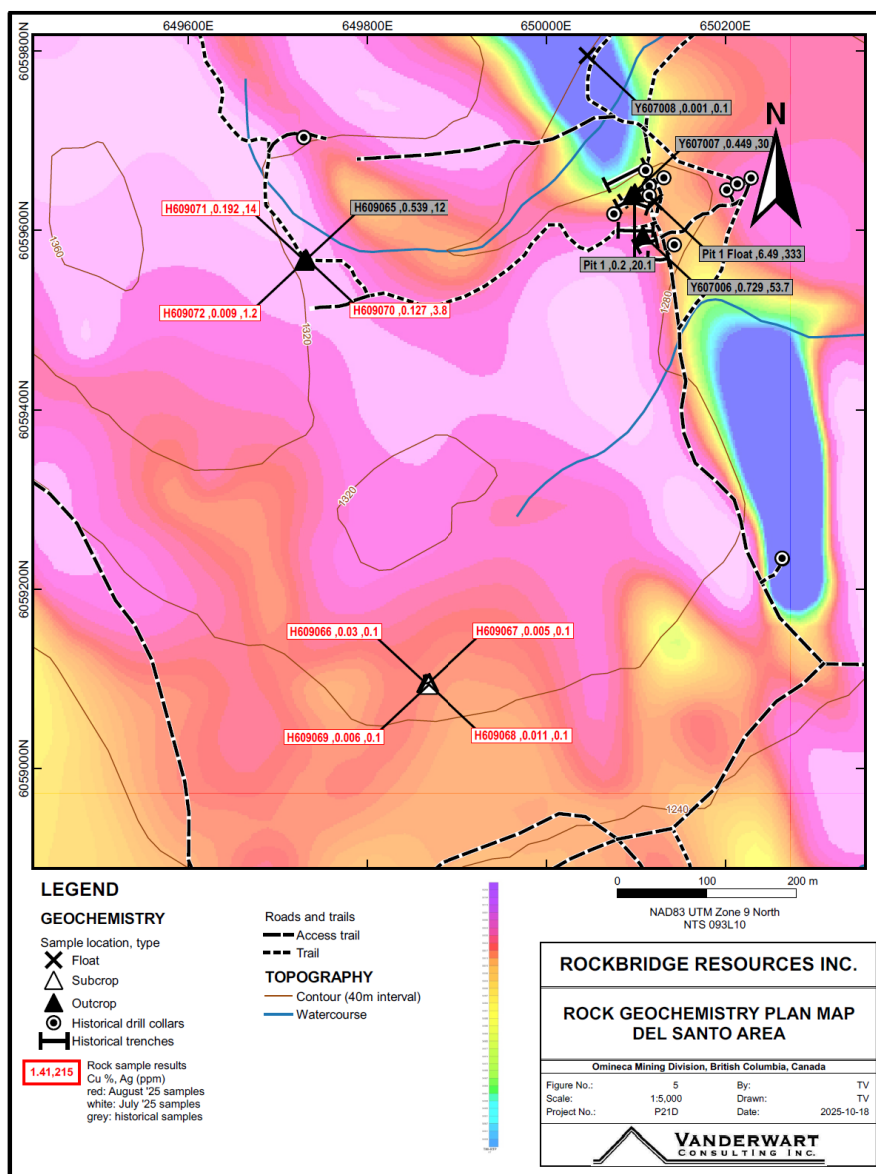 649600E
649800E
650000E
650200E
6059800N
6059600N
6059400N
6059200N
6059000N
Y607008 ,0.001 ,0.1
N
Y607007 ,0.449 ,30
H609071 ,0.192 ,14
H609065 ,0.539 ,12
1360
Pit 1 Float ,6.49 ,333
Pit 1 ,0.2 ,20.1
Y607006 ,0.729 ,53.7
1280
H609072 ,0.009 ,1.2
H609070 ,0.127 ,3.8
1320
1320
H609066 ,0.03 ,0.1
H609067 ,0.005 ,0.1
H609069 ,0.006 ,0.1
H609068 ,0.011 ,0.1
1240
LEGEND
GEOCHEMISTRY
Sample location, type
Float
Subcrop
Outcrop
Historical drill collars
Historical trenches
1.41,215
Rock sample results
Cu %, Ag (ppm)
red: August '25 samples
white: July '25 samples
grey: historical samples
Roads and trails
Access trail
Trail
TOPOGRAPHY
Contour (40m interval)
Watercourse
0 100 200 m
NAD83 UTM Zone 9 North
NTS 093L10
ROCKBRIDGE RESOURCES INC.
ROCK GEOCHEMISTRY PLAN MAP
DEL SANTO AREA
Omineca Mining Division, British Columbia, Canada
Figure No.: 5 By: TV
Scale: 1:5,000 Drawn: TV
Project No.: P21D Date: 2025-10-18
VANDERWART
CONSULTING INC.